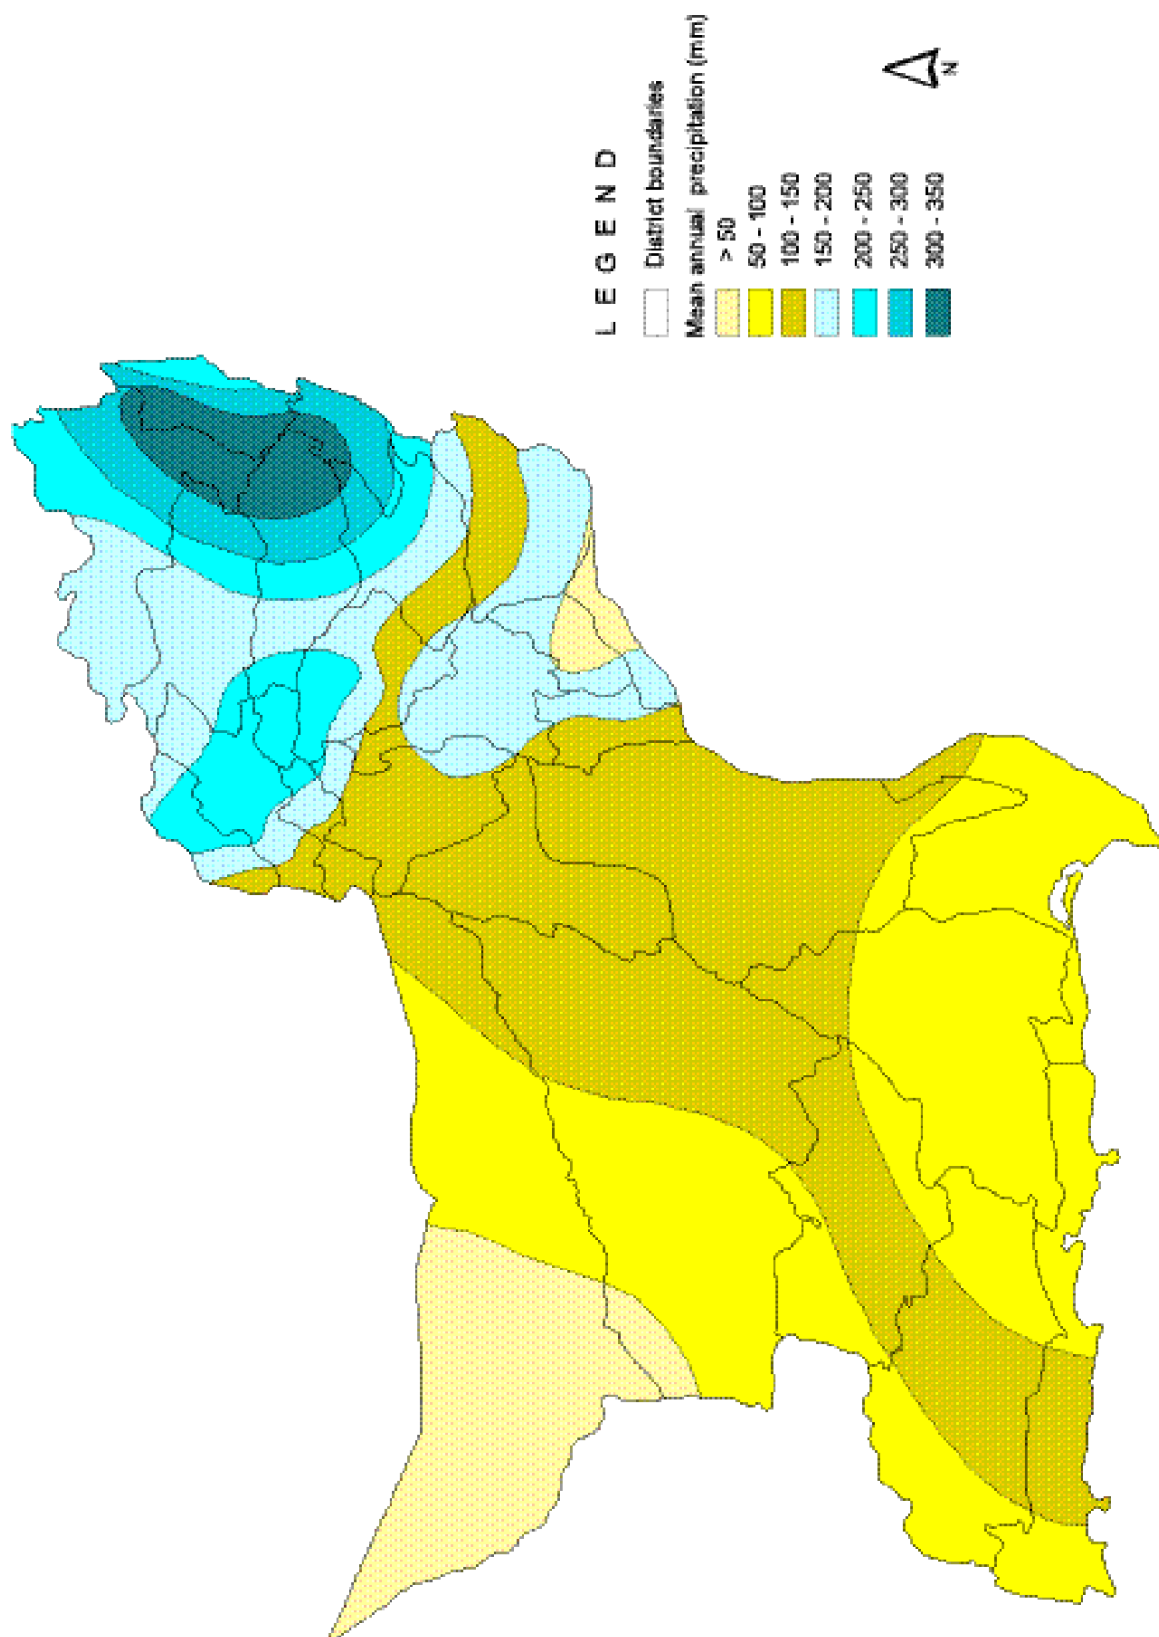 L E G E N D
District boundaries
Mean annual precipitation (mm)
> 50
50 - 100
100 - 150
150 - 200
200 - 250
250 - 300
300 - 350
N